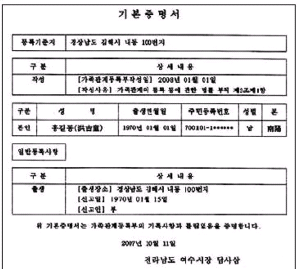 기본증명서
등록기준지 경상남도 김해시 내동 100번지
구분 상세내용
작성 [가족관계등록부작성일] 2008년 01월 01일
[작성사유] 가족관계의 등록 등에 관한 법률 부칙 제3조제1항
구분 성 명 출생연월일 주민등록번호 성별 본
본인 홍길동(洪吉童) 1970년 01월 01일 700101-1****** 남 南陽
일반등록사항
구분 상세내용
출생 [출생장소] 경상남도 김해시 내동 100번지
[신고일] 1970년 01월 15일
[신고인] 부
위 기본증명서는 가족관계등록부의 기록사항과 틀림없음을 증명합니다.
2007년 10월 11일
전라남도 여수시장 담사삼